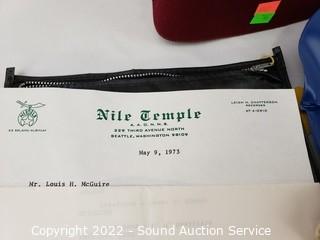 Nile Temple
A. A. O. N. M. S.
229 THIRD AVENUE NORTH
SEATTLE, WASHINGTON 98109
LEIGH H. CHATTERSON
RECORDER
May 9, 1973
Mr. Louis H. McGuire
Copyright ©2022 - Sound Auction Service